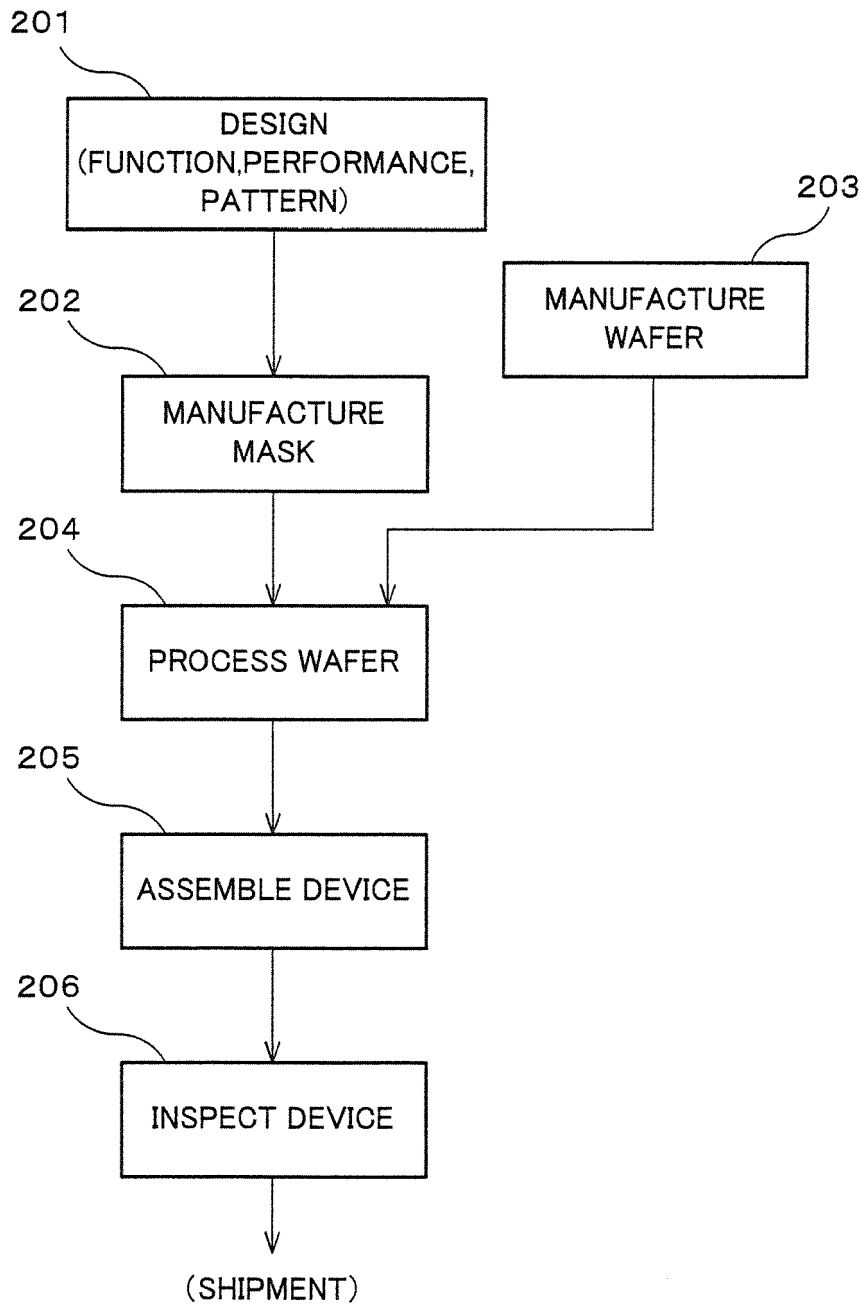 201
DESIGN
(FUNCTION,PERFORMANCE,
PATTERN)
203
MANUFACTURE
WAFER
202
MANUFACTURE
MASK
204
PROCESS WAFER
205
ASSEMBLE DEVICE
206
INSPECT DEVICE
(SHIPMENT)